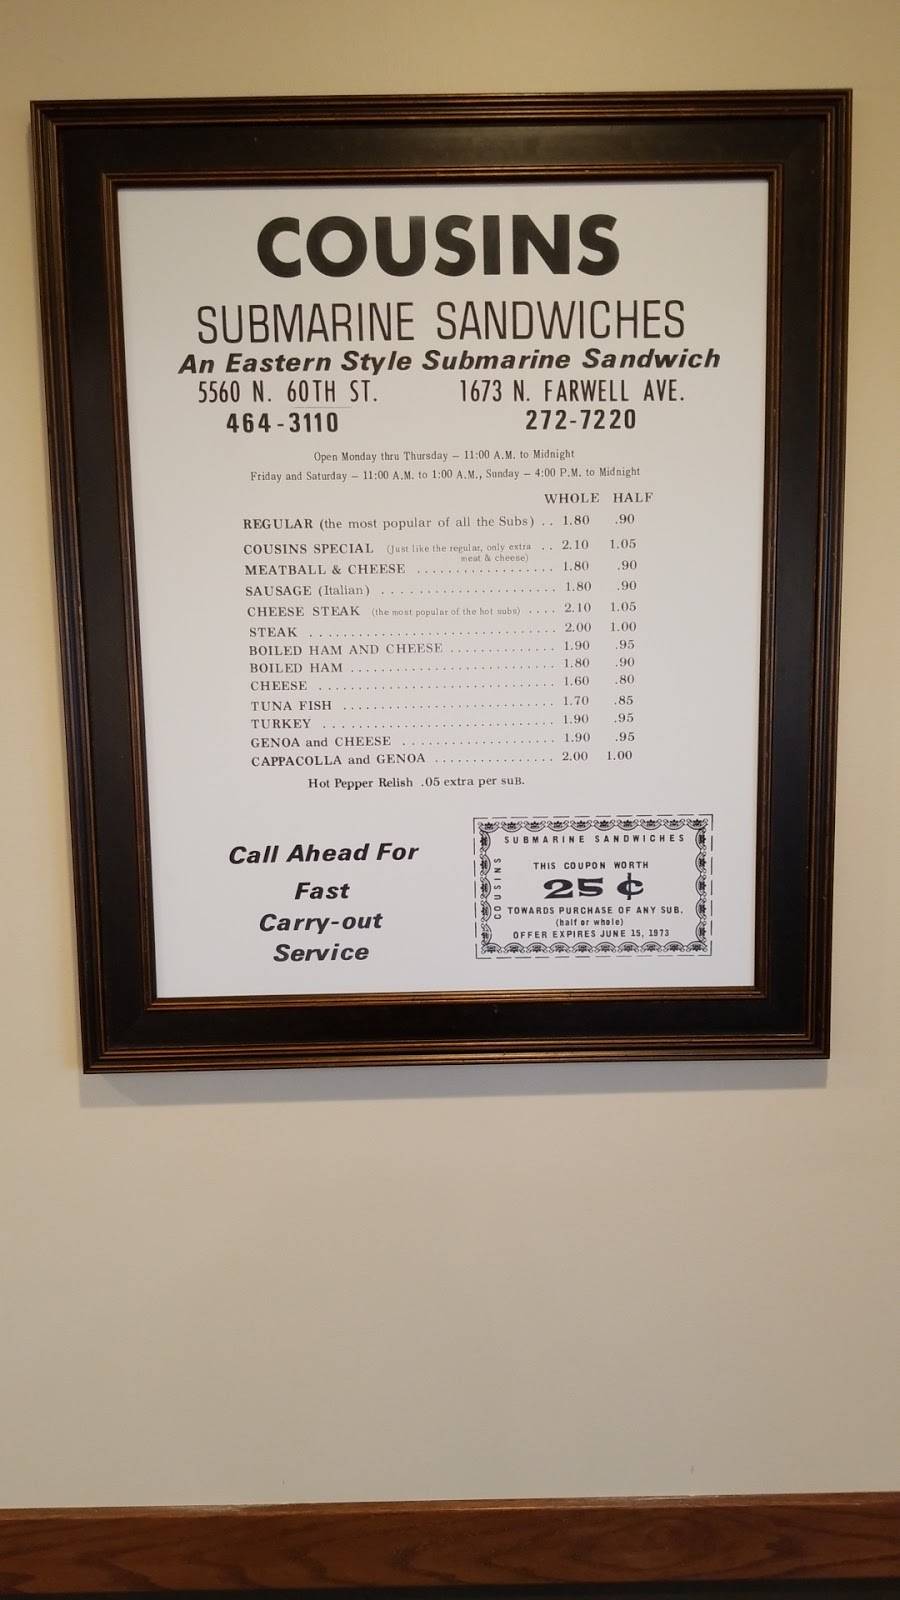 COUSINS
SUBMARINE SANDWICHES
An Eastern Style Submarine Sandwich
5560 N. 60TH ST. 1673 N. FARWELL AVE.
464-3110 272-7220
Open Monday thru Thursday — 11:00 A.M. to Midnight
Friday and Saturday — 11:00 A.M. to 1:00 A.M., Sunday — 4:00 P.M. to Midnight
WHOLE HALF
REGULAR (the most popular of all the Subs) .. 1.80 .90
COUSINS SPECIAL (Just like the regular, only extra .. 2.10 1.05
meat & cheese)
MEATBALL & CHEESE .................. 1.80 .90
SAUSAGE (Italian) ....................... 1.80 .90
CHEESE STEAK (the most popular of the hot subs) .... 2.10 1.05
STEAK ................................ 2.00 1.00
BOILED HAM AND CHEESE .............. 1.90 .95
BOILED HAM ........................... 1.80 .90
CHEESE ............................... 1.60 .80
TUNA FISH ............................ 1.70 .85
TURKEY ............................... 1.90 .95
GENOA and CHEESE .................... 1.90 .95
CAPPACOLLA and GENOA ................ 2.00 1.00
Hot Pepper Relish .05 extra per suB.
Call Ahead For
Fast
Carry-out
Service
SUBMARINE SANDWICHES
COUSINS
THIS COUPON WORTH
25 ¢
TOWARDS PURCHASE OF ANY SUB.
(half or whole)
OFFER EXPIRES JUNE 15, 1973